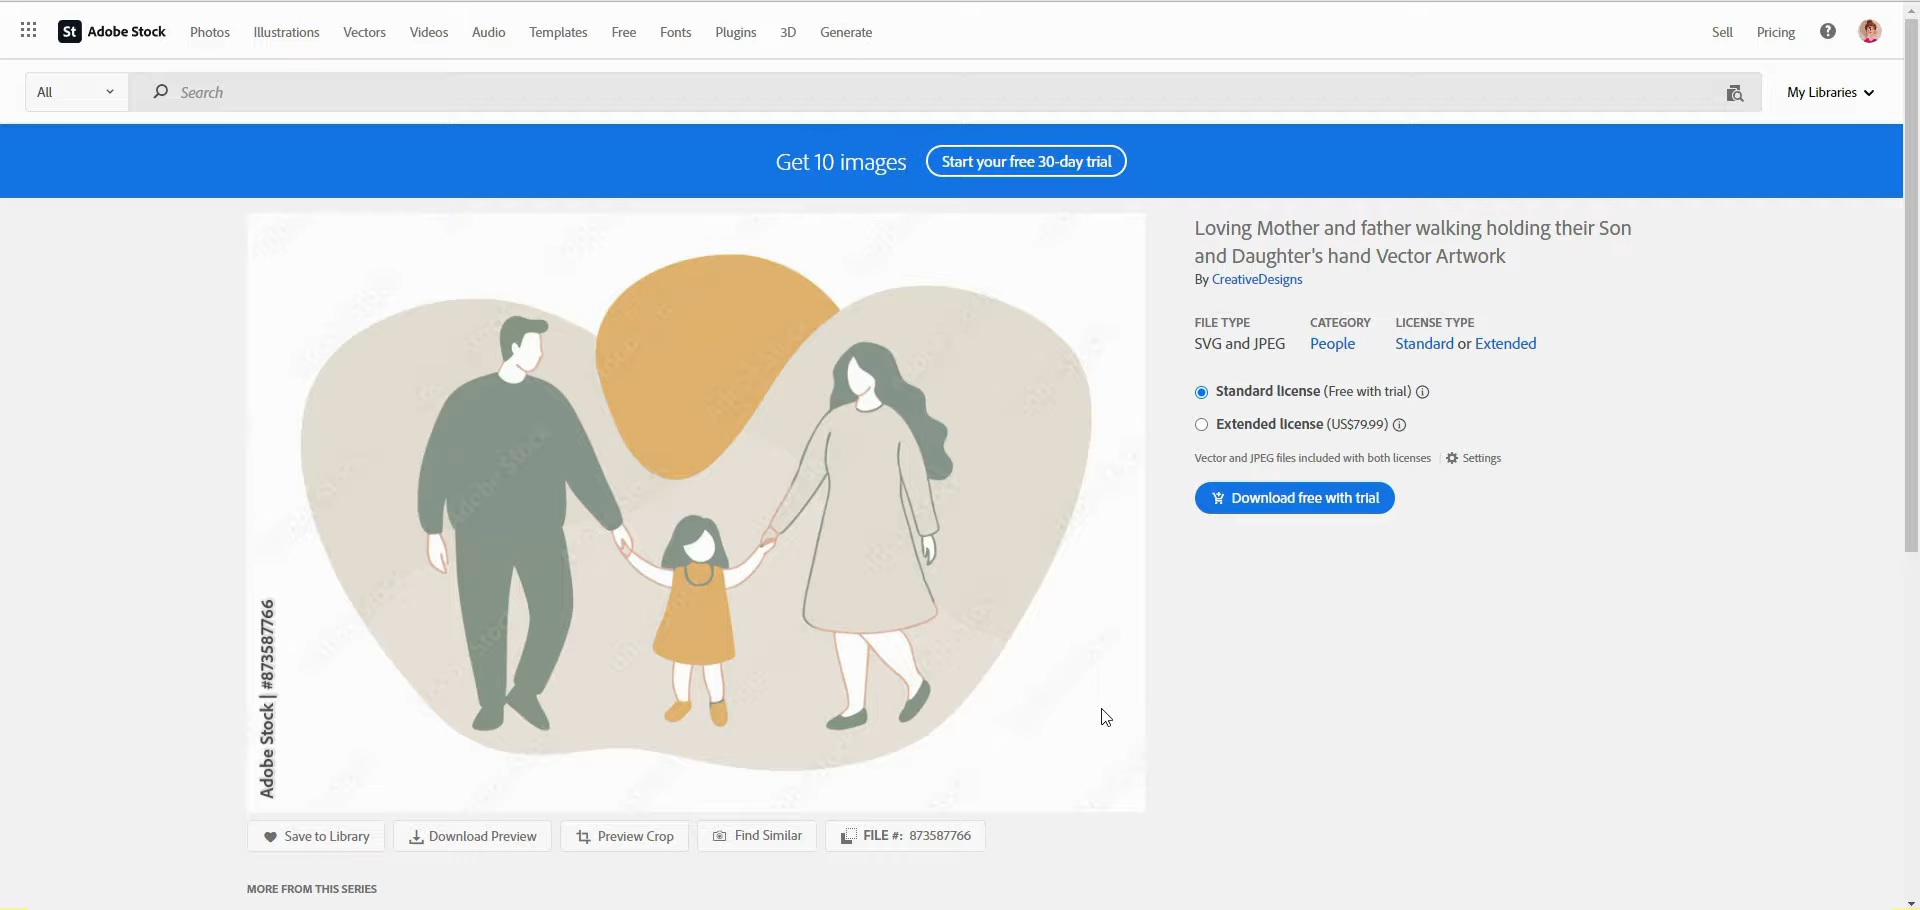 St Adobe Stock Photos Illustrations Vectors Videos Audio Templates Free Fonts Plugins 3D Generate Sell Pricing ?
All Search My Libraries
Get 10 images Start your free 30-day trial
Loving Mother and father walking holding their Son
and Daughter's hand Vector Artwork
By CreativeDesigns
FILE TYPE CATEGORY LICENSE TYPE
SVG and JPEG People Standard or Extended
Standard license (Free with trial)
Extended license (US$79.99)
Vector and JPEG files included with both licenses Settings
Download free with trial
Adobe Stock | #873587766
Save to Library Download Preview Preview Crop Find Similar FILE #: 873587766
MORE FROM THIS SERIES